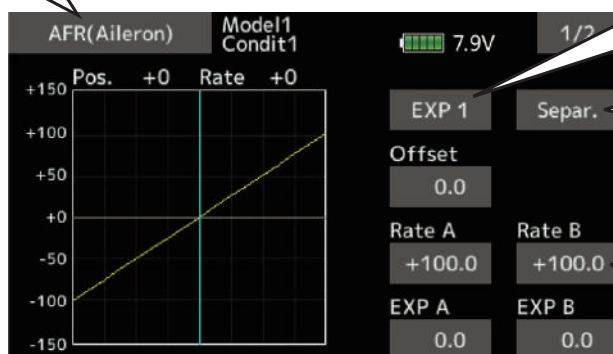 AFR(Aileron)
Model1
Condit1
7.9V
1/2
Pos. +0 Rate +0
+150
+100
+50
+0
-50
-100
-150
EXP 1
Separ.
Offset
0.0
Rate A
Rate B
+100.0
+100.0
EXP A
EXP B
0.0
0.0